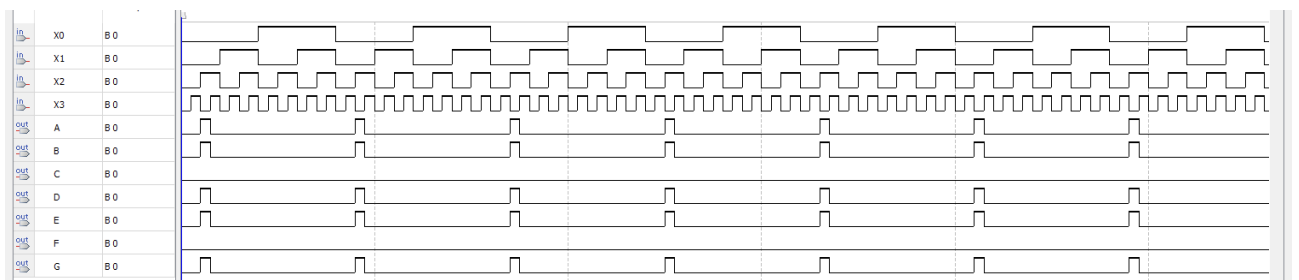 in X0 B 0
in X1 B 0
in X2 B 0
in X3 B 0
out A B 0
out B B 0
out C B 0
out D B 0
out E B 0
out F B 0
out G B 0